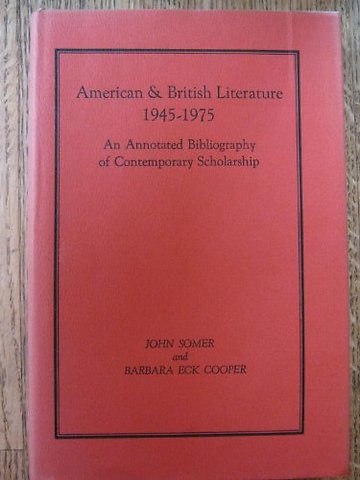 American & British Literature
1945-1975
An Annotated Bibliography
of Contemporary Scholarship
JOHN SOMER
and
BARBARA ECK COOPER